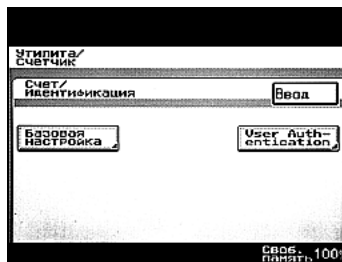 Утилита/
Счетчик
Счет/
Идентификация
Ввод
Базовая
настройка
User Auth-
entication
Своб.
память 100%